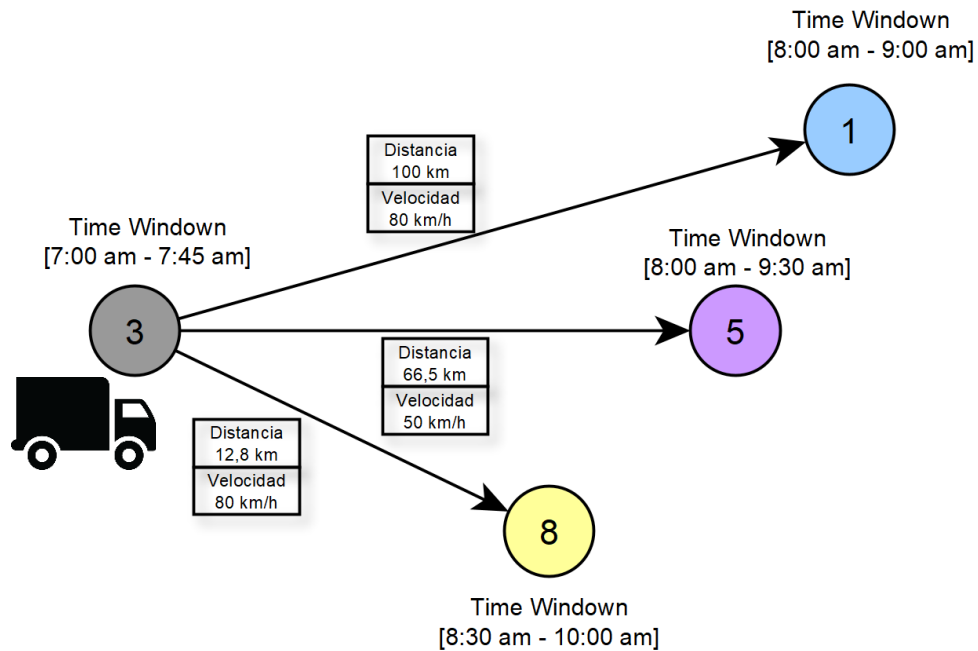 Time Windown
[8:00 am - 9:00 am]
1
Distancia
100 km
Velocidad
80 km/h
Time Windown
[7:00 am - 7:45 am]
3
Time Windown
[8:00 am - 9:30 am]
5
Distancia
66,5 km
Velocidad
50 km/h
Distancia
12,8 km
Velocidad
80 km/h
8
Time Windown
[8:30 am - 10:00 am]